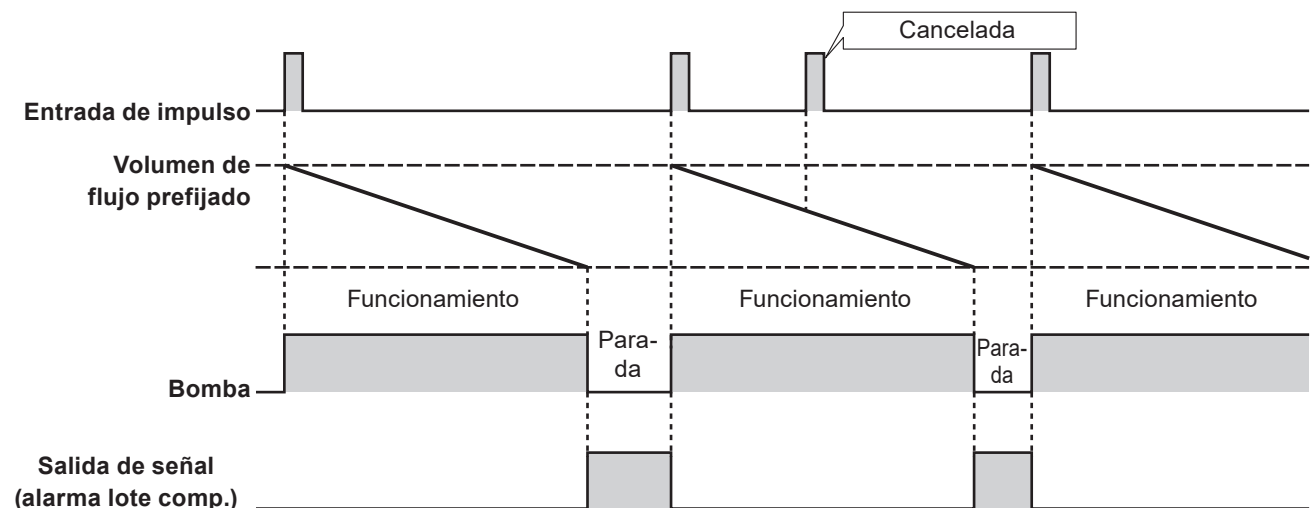 Cancelada
Entrada de impulso
Volumen de
flujo prefijado
Funcionamiento
Funcionamiento
Funcionamiento
Para-
da
Para-
da
Bomba
Salida de señal
(alarma lote comp.)